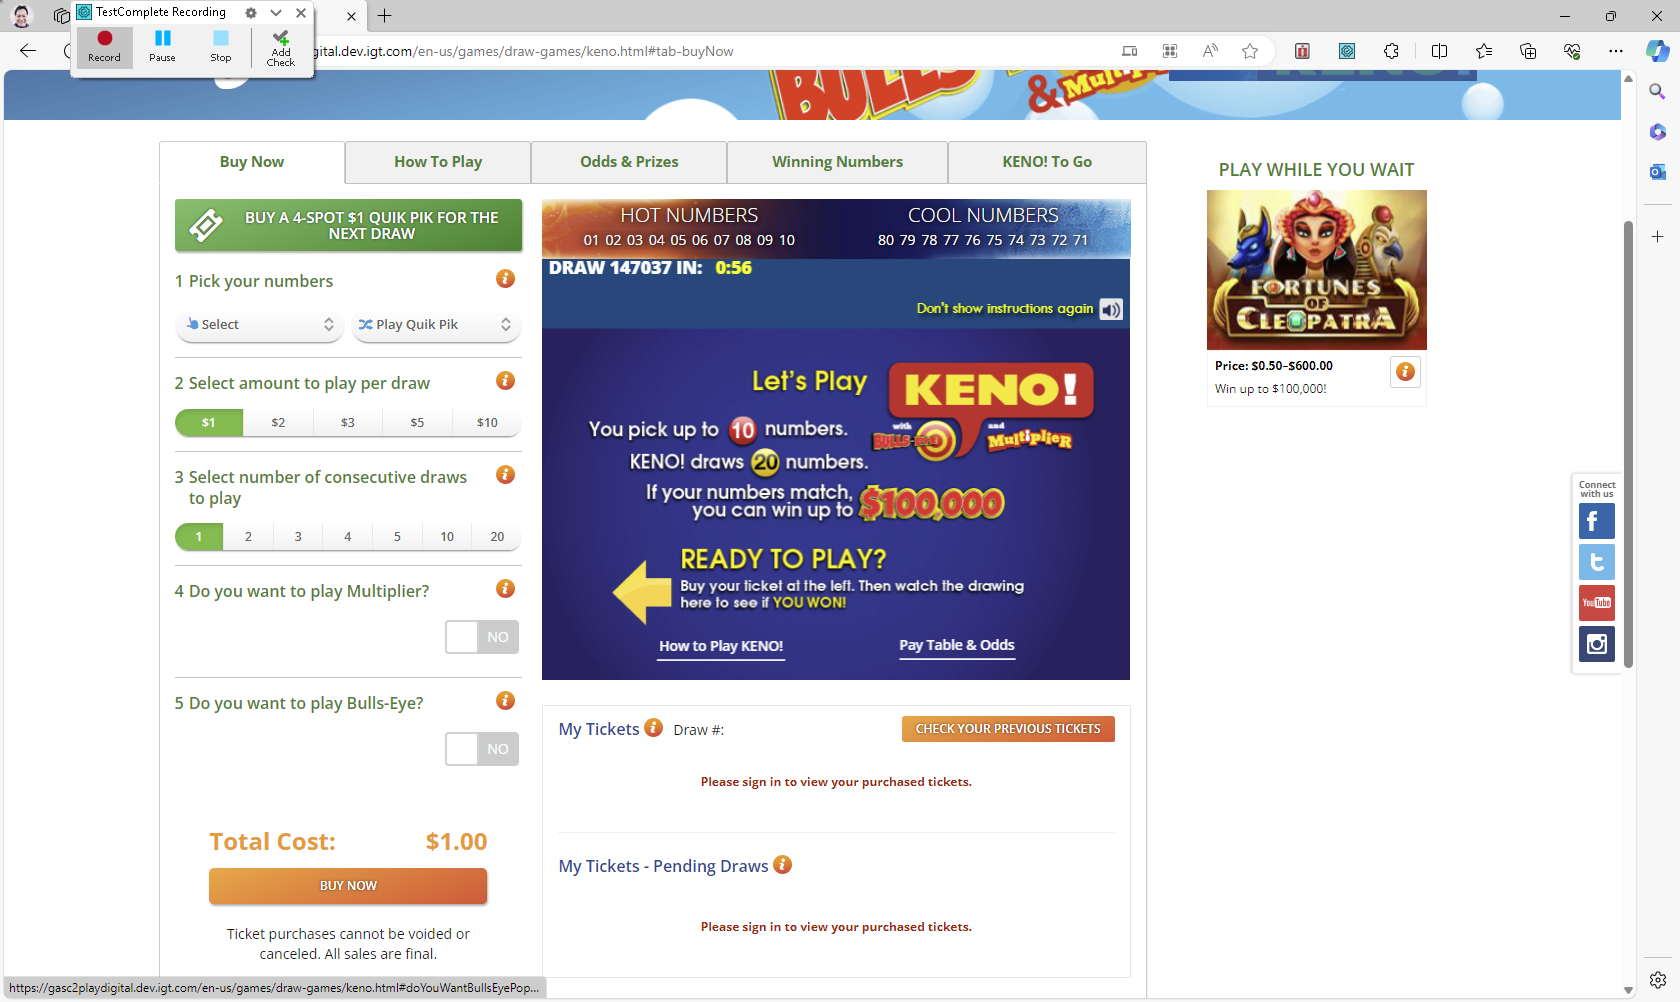 TestComplete Recording
Record
Pause
Stop
Add
Check
gital.dev.igt.com/en-us/games/draw-games/keno.html#tab-buyNow
BULLS
& Multipl
Buy Now
How To Play
Odds & Prizes
Winning Numbers
KENO! To Go
BUY A 4-SPOT $1 QUIK PIK FOR THE
NEXT DRAW
1 Pick your numbers
Select
Play Quik Pik
2 Select amount to play per draw
$1
$2
$3
$5
$10
3 Select number of consecutive draws
to play
1
2
3
4
5
10
20
4 Do you want to play Multiplier?
NO
5 Do you want to play Bulls-Eye?
NO
Total Cost:
$1.00
BUY NOW
Ticket purchases cannot be voided or
canceled. All sales are final.
HOT NUMBERS
01 02 03 04 05 06 07 08 09 10
COOL NUMBERS
80 79 78 77 76 75 74 73 72 71
DRAW 147037 IN: 0:56
Don't show instructions again
Let's Play
KENO!
with
BULLS-EYE
and
Multiplier
You pick up to 10 numbers.
KENO! draws 20 numbers.
If your numbers match,
you can win up to $100,000
READY TO PLAY?
Buy your ticket at the left. Then watch the drawing
here to see if YOU WON!
How to Play KENO!
Pay Table & Odds
My Tickets
Draw #:
CHECK YOUR PREVIOUS TICKETS
Please sign in to view your purchased tickets.
My Tickets - Pending Draws
Please sign in to view your purchased tickets.
PLAY WHILE YOU WAIT
FORTUNES
OF
CLEOPATRA
Price: $0.50–$600.00
Win up to $100,000!
Connect
with us
You Tube
https://gasc2playdigital.dev.igt.com/en-us/games/draw-games/keno.html#doYouWantBullsEyePop...